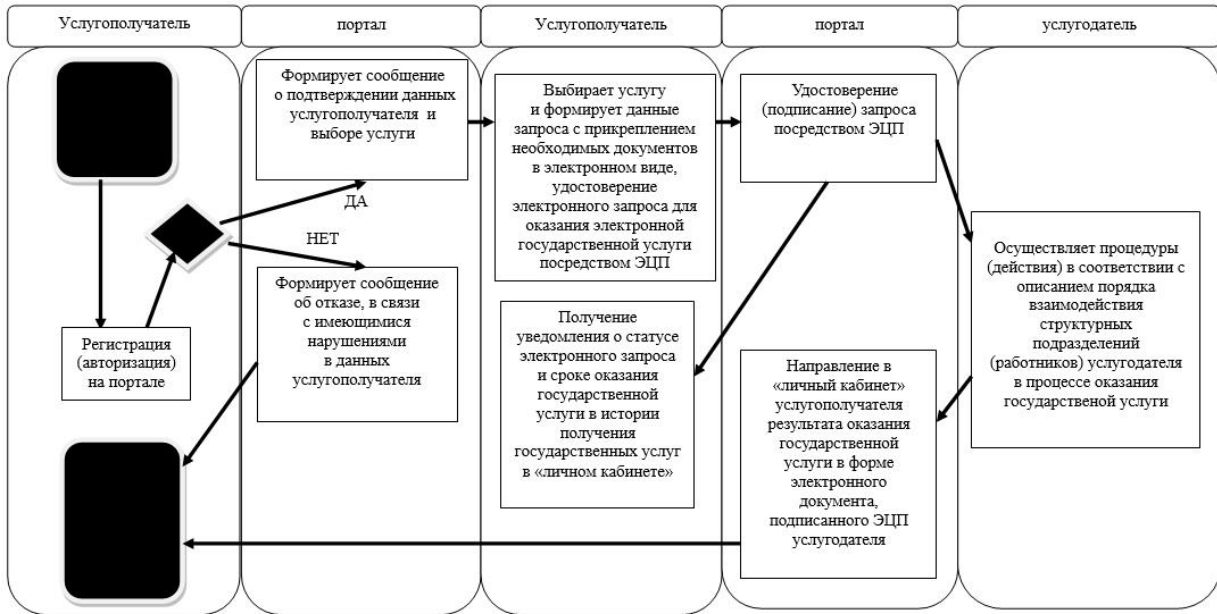 Услугополучатель
портал
Услугополучатель
портал
услугодатель
Формирует сообщение
о подтверждении данных
услугополучателя и
выборе услуги
Выбирает услугу
и формирует данные
запроса с прикреплением
необходимых документов
в электронном виде,
удостоверение
электронного запроса для
оказания электронной
государственной услуги
посредством ЭЦП
Удостоверение
(подписание) запроса
посредством ЭЦП
ДА
НЕТ
Формирует сообщение
об отказе, в связи
с имеющимися
нарушениями
в данных
услугополучателя
Регистрация
(авторизация)
на портале
Получение
уведомления о статусе
электронного запроса
и сроке оказания
государственной
услуги в истории
получения
государственных услуг
в «личном кабинете»
Направление в
«личный кабинет»
услугополучателя
результата оказания
государственной
услуги в форме
электронного
документа,
подписанного ЭЦП
услугодателя
Осуществляет процедуры
(действия) в соответствии с
описанием порядка
взаимодействия
структурных
подразделений
(работников) услугодателя
в процессе оказания
государственой услуги